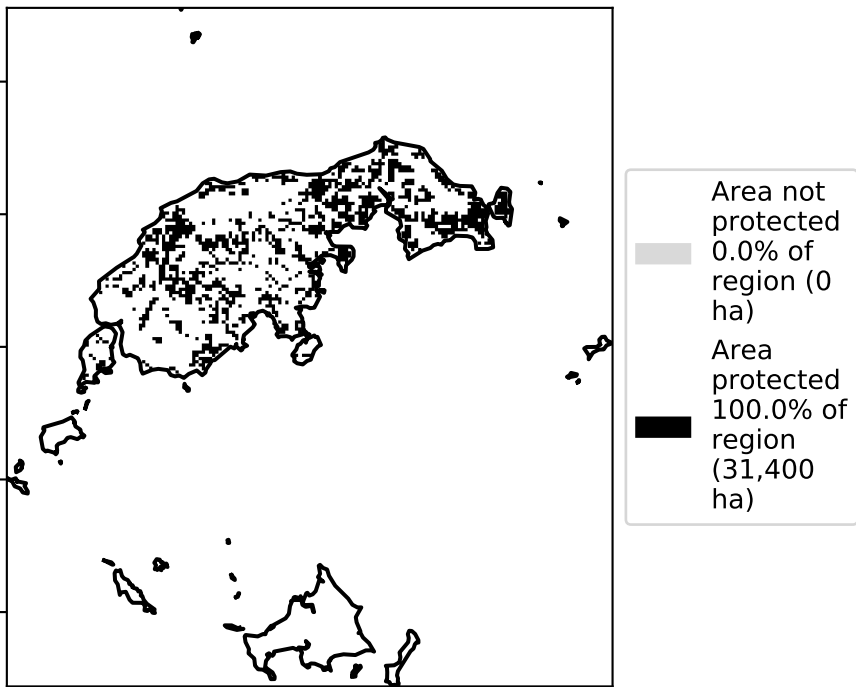 Area not
protected
0.0% of
region (0
ha)
Area
protected
100.0% of
region
(31,400
ha)